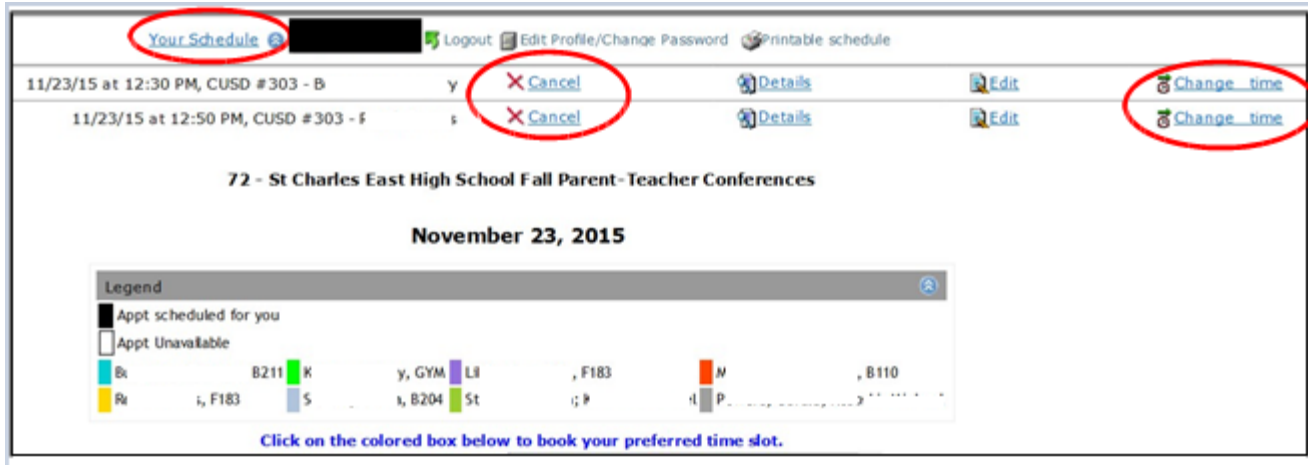 Your Schedule Logout Edit Profile/Change Password Printable schedule
11/23/15 at 12:30 PM, CUSD #303 - B y Cancel Details Edit Change time
11/23/15 at 12:50 PM, CUSD #303 - s Cancel Details Edit Change time
72 - St Charles East High School Fall Parent-Teacher Conferences
November 23, 2015
Legend
Appt scheduled for you
Appt Unavailable
B211 K y, GYM , F183 , B110
s, F183 S , B204 St P
Click on the colored box below to book your preferred time slot.